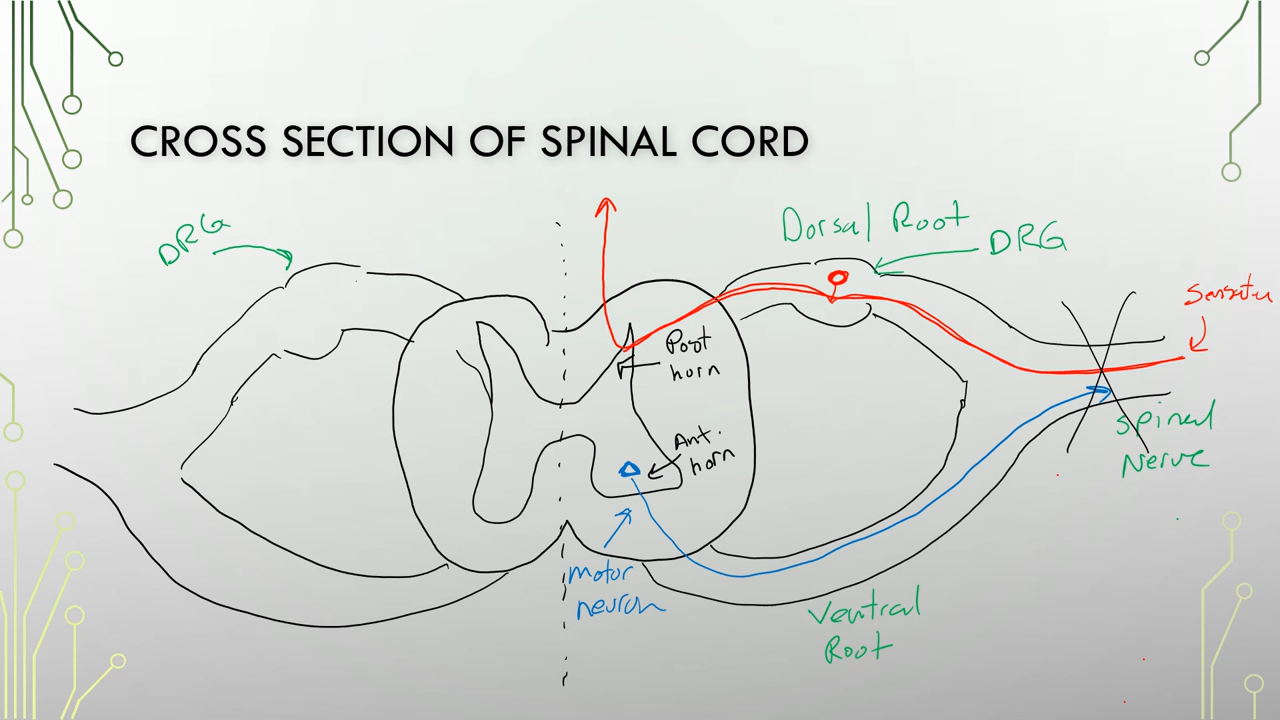 CROSS SECTION OF SPINAL CORD
DRG
Dorsal Root
DRG
Post
horn
Ant.
horn
Spinal
Nerve
motor
neuron
Ventral
Root